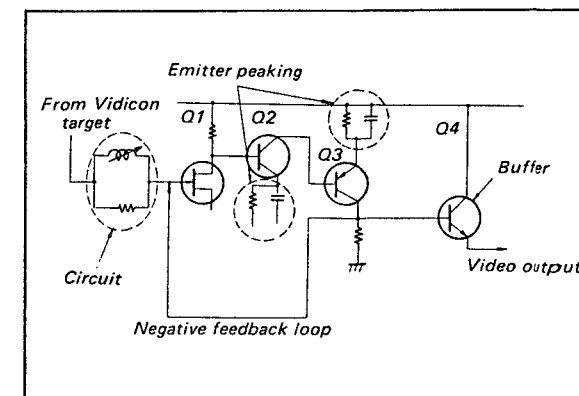 Emitter peaking
From Vidicon
target
Q1
Q2
Q3
Q4
Buffer
Circuit
Video output
Negative feedback loop